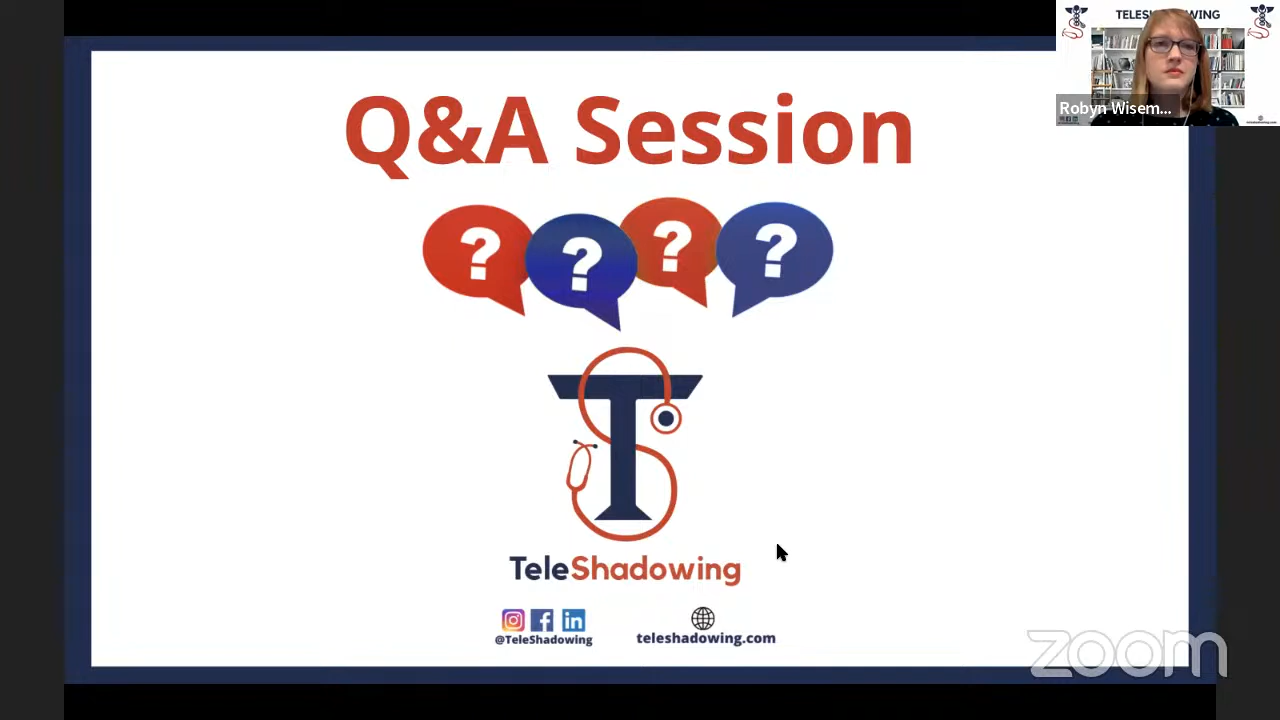 TELESHADOWING
Robyn Wisem...
Q&A Session
? ? ? ?
TeleShadowing
@TeleShadowing
teleshadowing.com
zoom